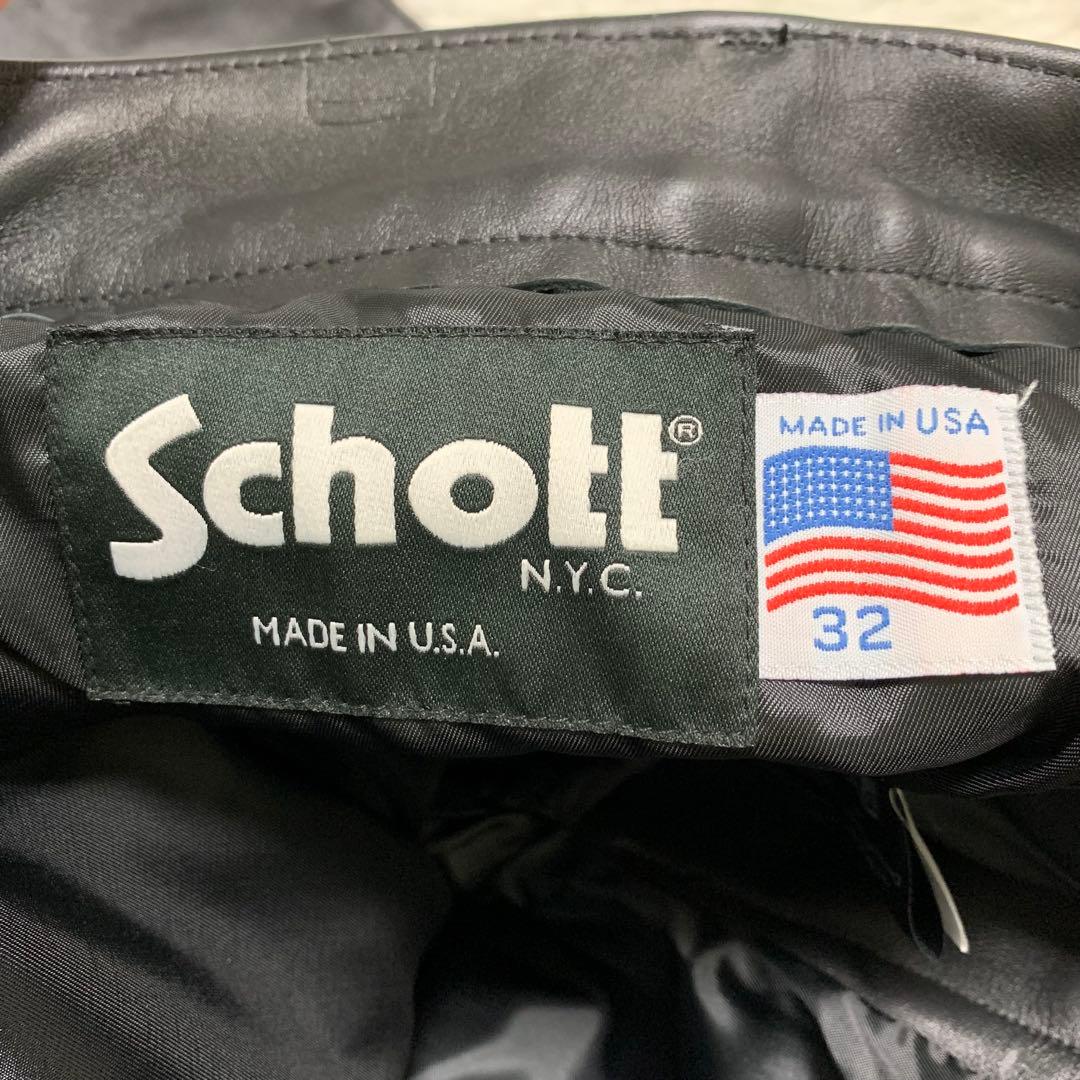 Schott®
N.Y.C.
MADE IN U.S.A.
MADE IN USA
32